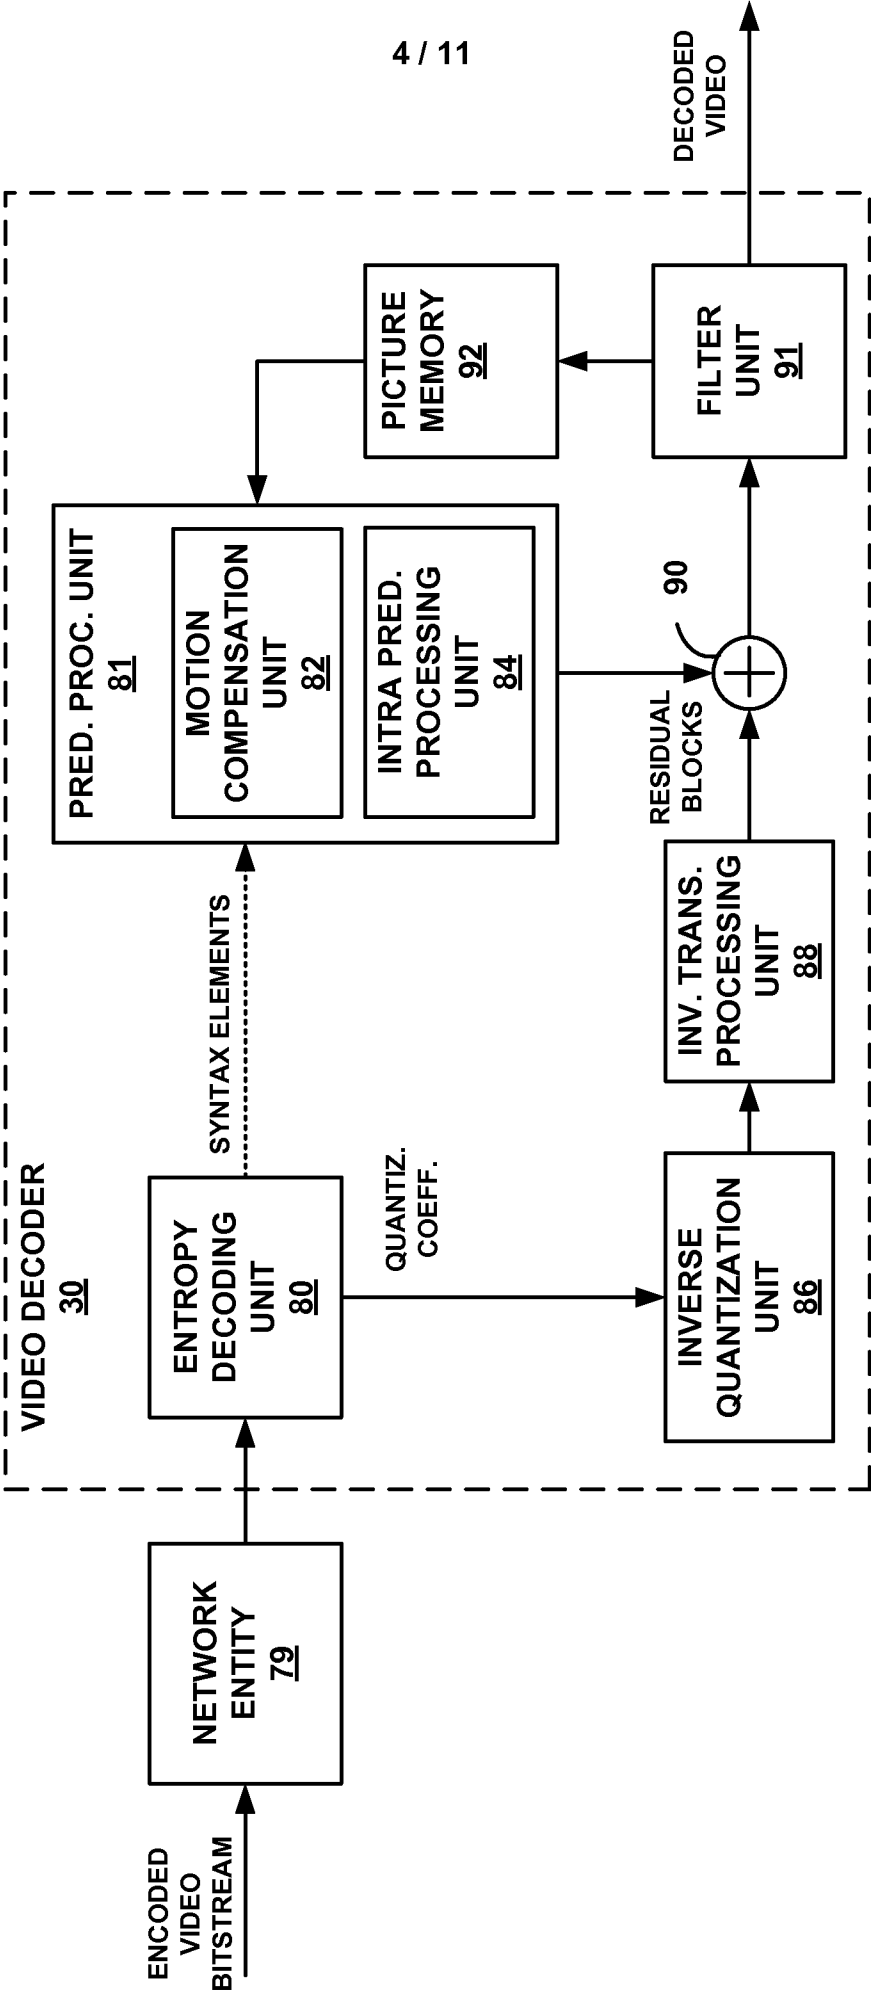 4 / 11
VIDEO DECODER
30
ENCODED
VIDEO
BITSTREAM
NETWORK
ENTITY
79
ENTROPY
DECODING
UNIT
80
SYNTAX ELEMENTS
QUANTIZ.
COEFF.
PRED. PROC. UNIT
81
MOTION
COMPENSATION
UNIT
82
INTRA PRED.
PROCESSING
UNIT
84
PICTURE
MEMORY
92
INVERSE
QUANTIZATION
UNIT
86
INV. TRANS.
PROCESSING
UNIT
88
RESIDUAL
BLOCKS
90
FILTER
UNIT
91
DECODED
VIDEO